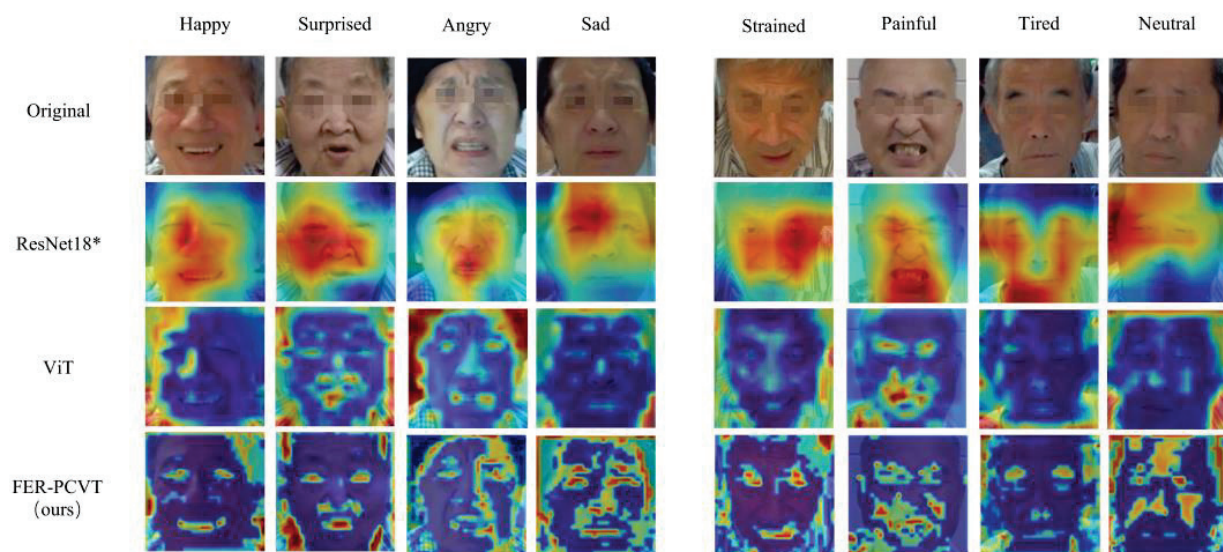 Happy Surprised Angry Sad Strained Painful Tired Neutral
Original
ResNet18*
ViT
FER-PCVT
(ours)